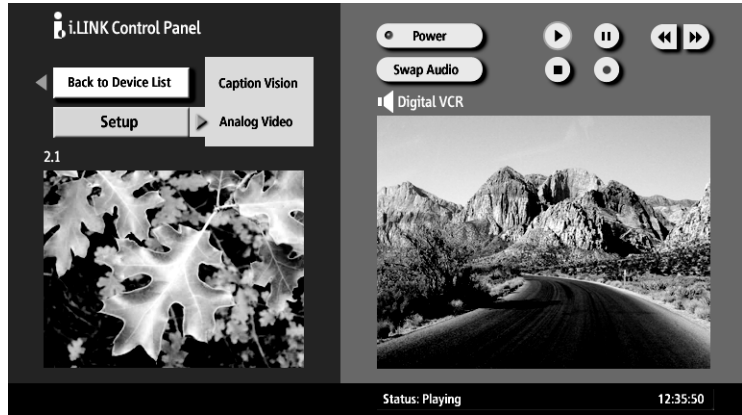 i.LINK Control Panel
Back to Device List
Caption Vision
Setup
Analog Video
2.1
Power
Swap Audio
Digital VCR
Status: Playing
12:35:50